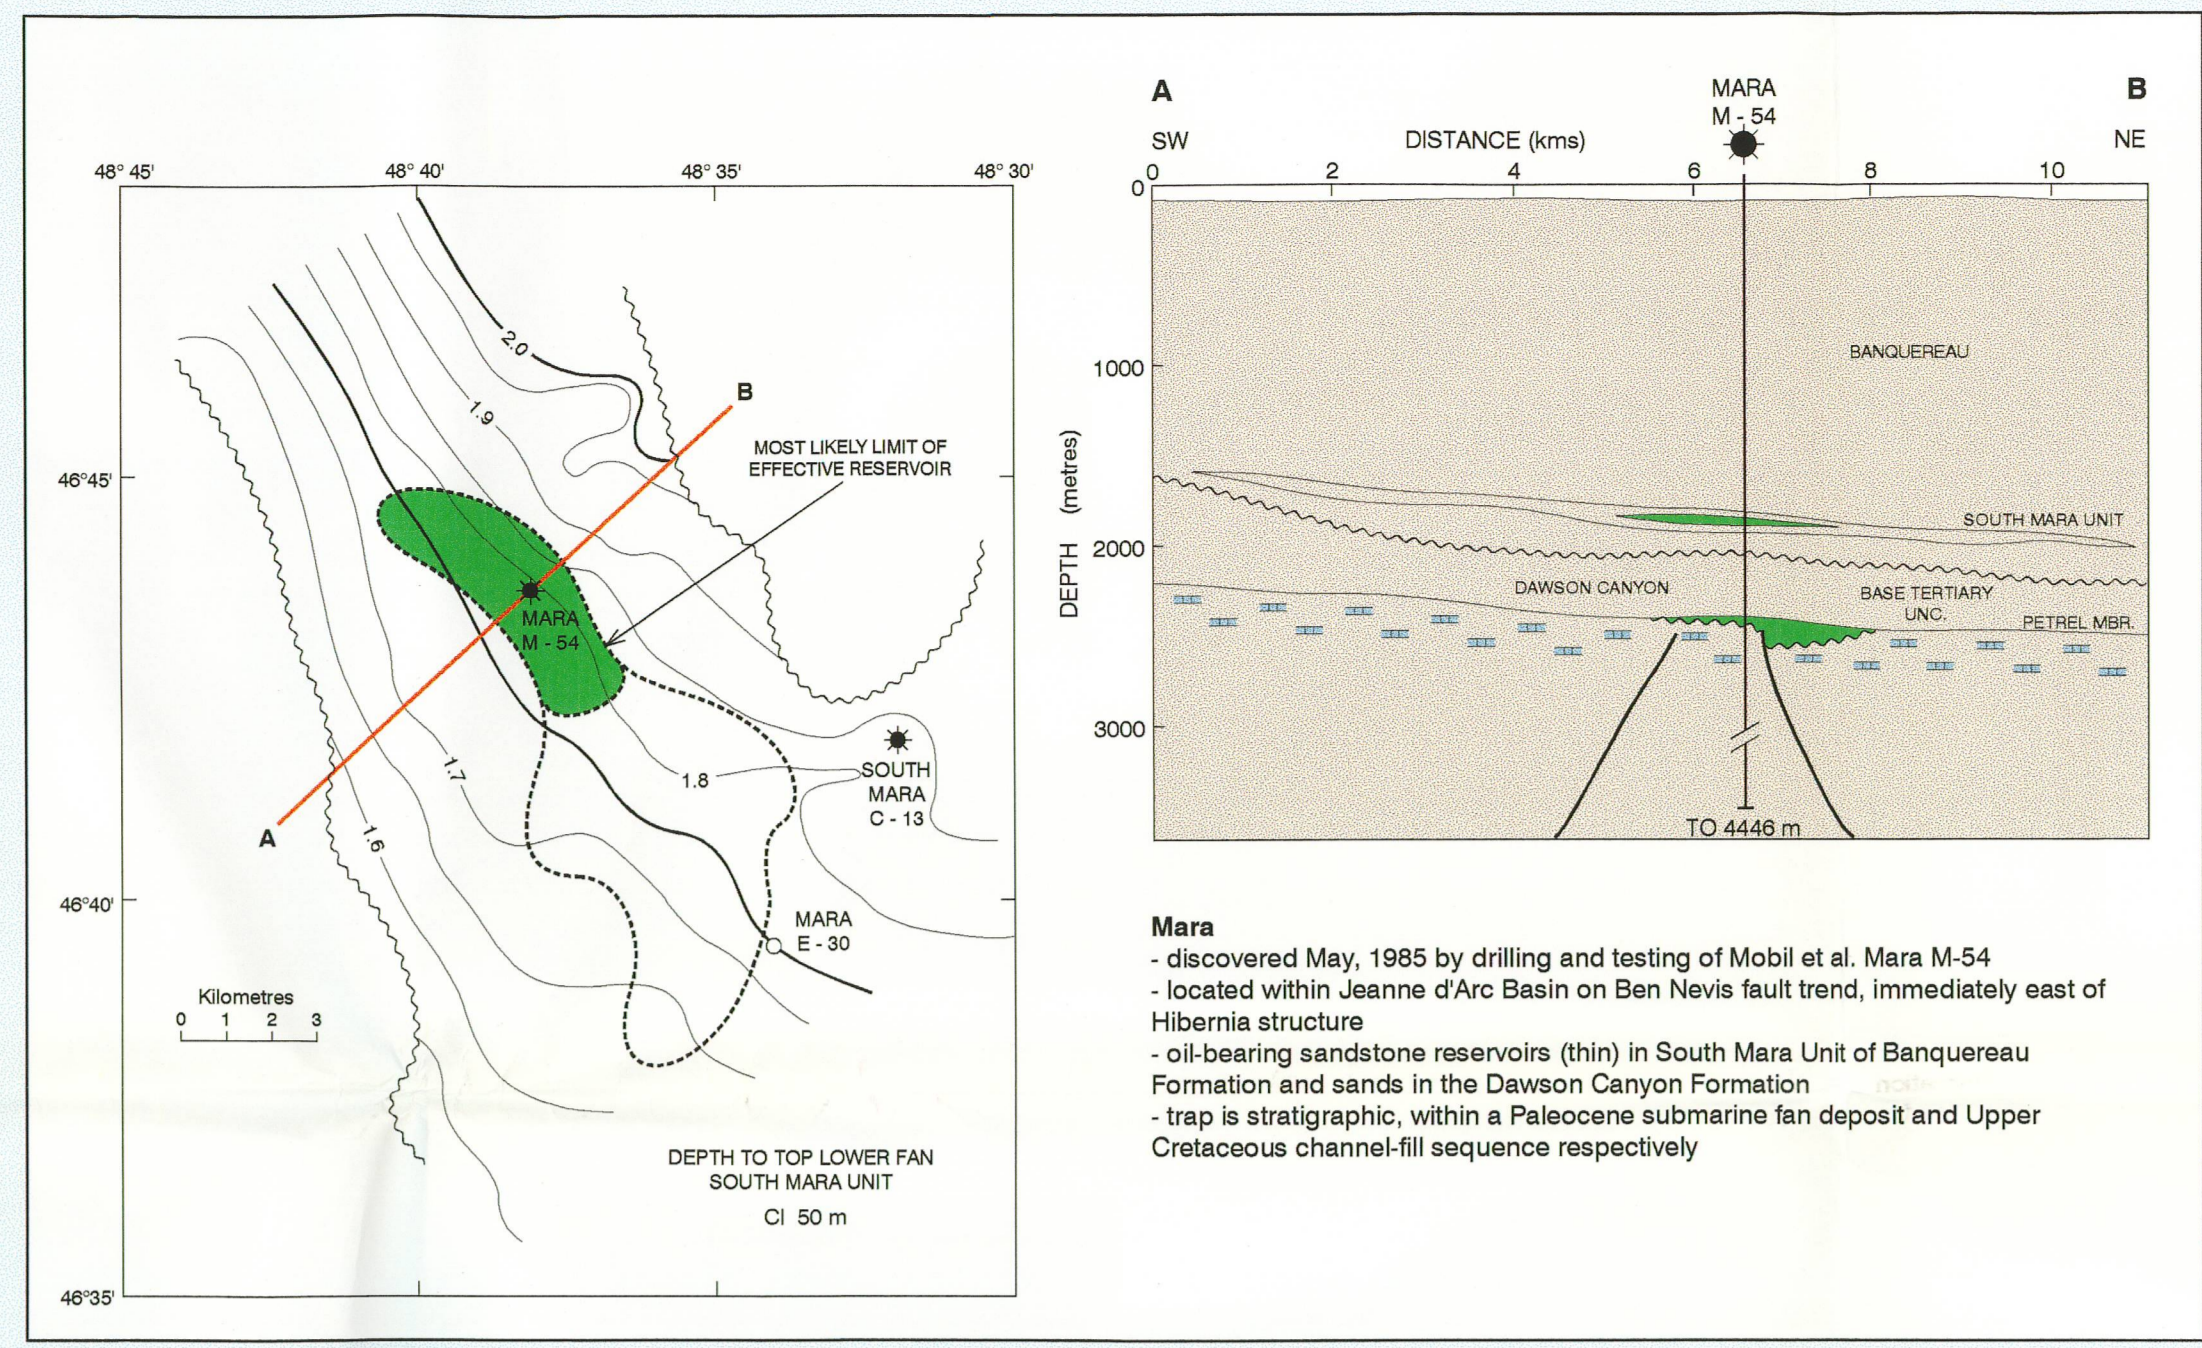 48° 45'
48° 40'
48° 35'
48° 30'
46°45'
46°40'
46°35'
2.0
1.9
B
MOST LIKELY LIMIT OF
EFFECTIVE RESERVOIR
MARA
M - 54
1.7
1.8
SOUTH
MARA
C - 13
A
1.6
MARA
E - 30
Kilometres
0 1 2 3
DEPTH TO TOP LOWER FAN
SOUTH MARA UNIT
CI 50 m
A
MARA
M - 54
B
SW
DISTANCE (kms)
NE
0 2 4 6 8 10
0
1000
2000
3000
DEPTH (metres)
BANQUEREAU
SOUTH MARA UNIT
DAWSON CANYON
BASE TERTIARY
UNC.
PETREL MBR.
TO 4446 m
Mara
- discovered May, 1985 by drilling and testing of Mobil et al. Mara M-54
- located within Jeanne d'Arc Basin on Ben Nevis fault trend, immediately east of
Hibernia structure
- oil-bearing sandstone reservoirs (thin) in South Mara Unit of Banquereau
Formation and sands in the Dawson Canyon Formation
- trap is stratigraphic, within a Paleocene submarine fan deposit and Upper
Cretaceous channel-fill sequence respectively